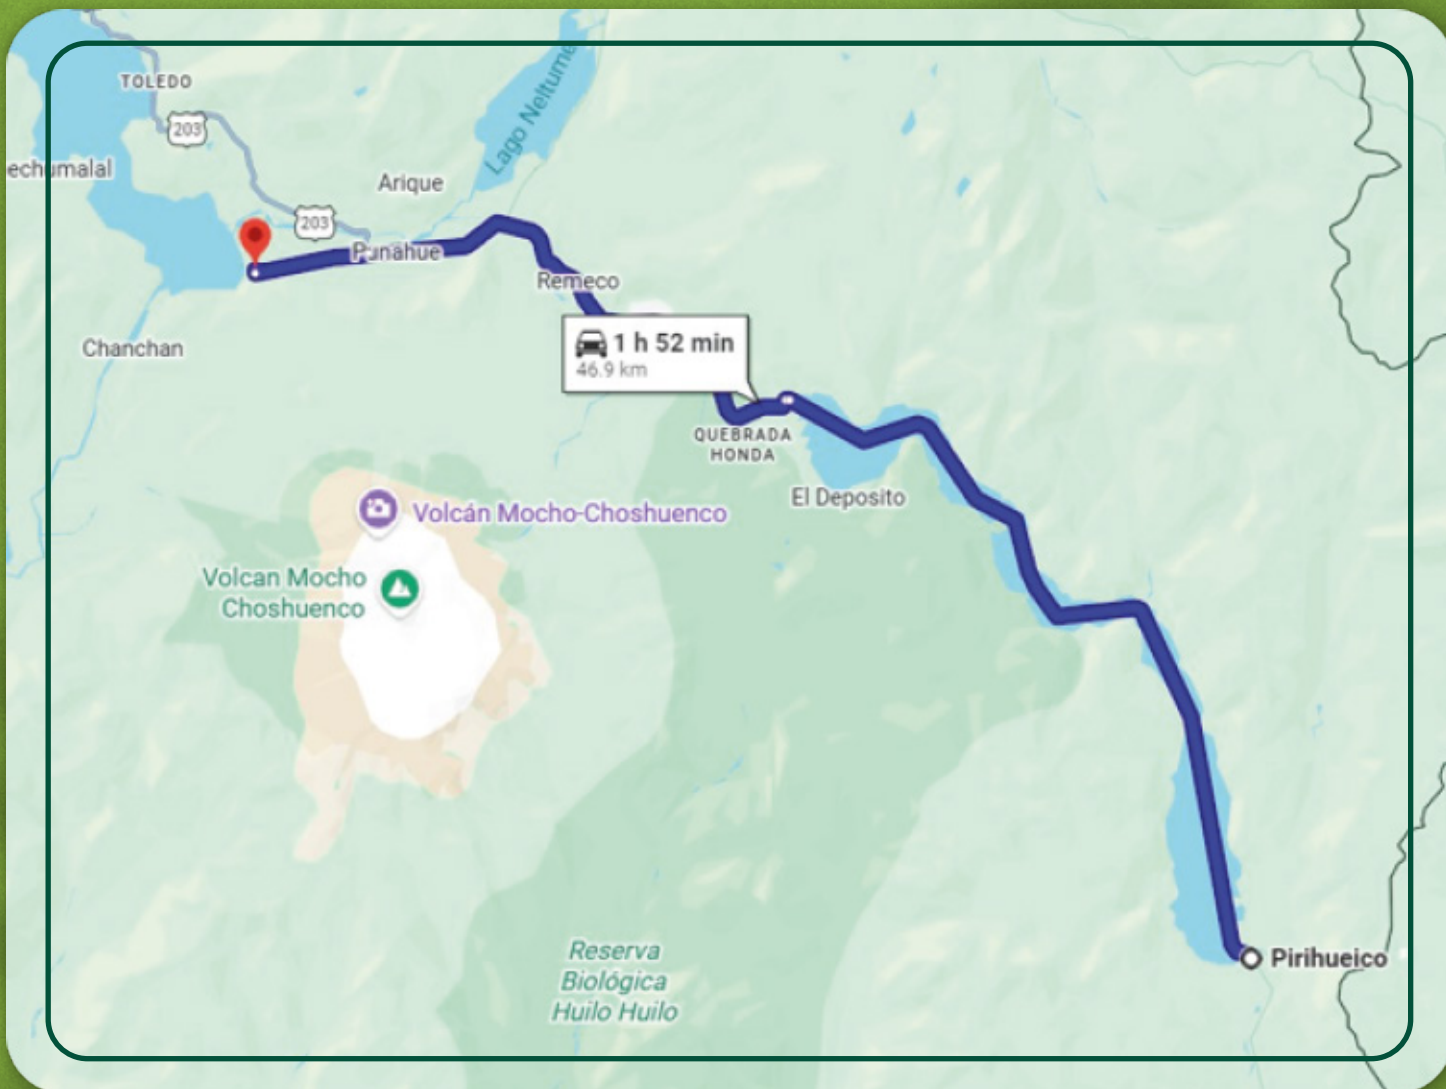 TOLEDO
203
echumalal
Lago Neltume
Arique
203
Punahue
Remeco
1 h 52 min
46.9 km
Chanchan
QUEBRADA
HONDA
El Deposito
Volcán Mocho-Choshuenco
Volcan Mocho
Choshuenco
Reserva
Biológica
Huilo Huilo
Pirihueico